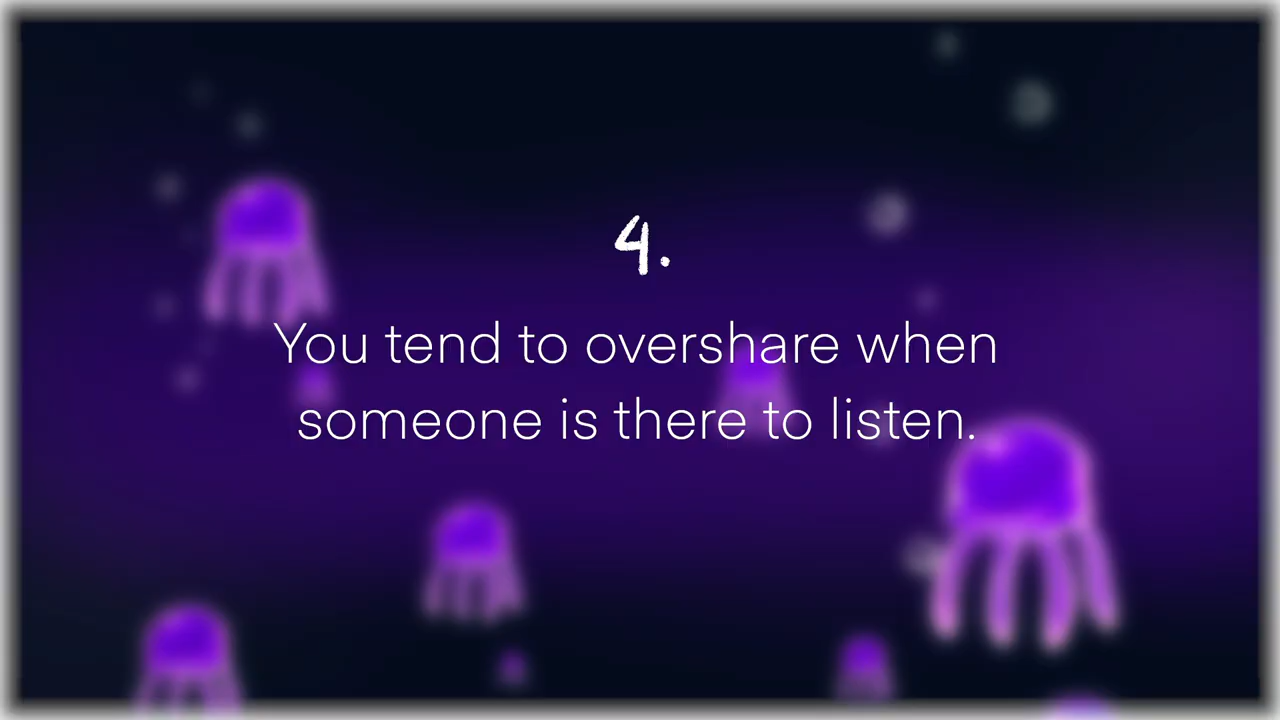 4.
You tend to overshare when
someone is there to listen.